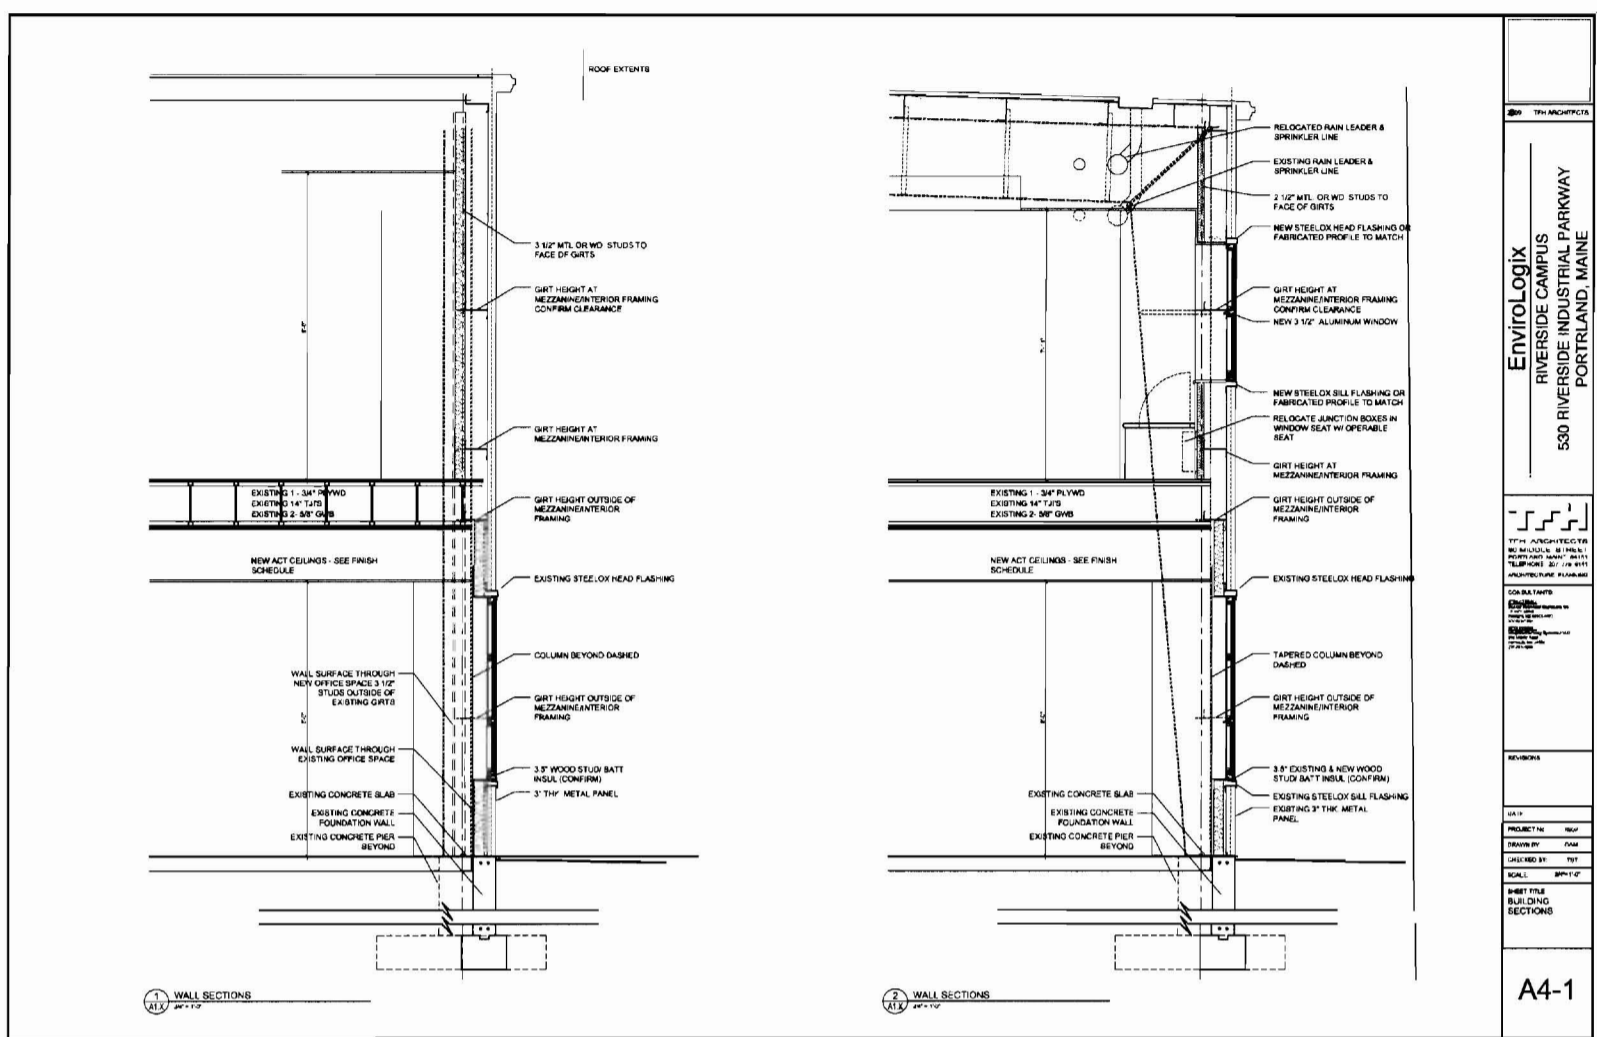 ROOF EXTENTS
3 1/2" MTL OR WD STUDS TO
FACE OF GIRTS
GIRT HEIGHT AT
MEZZANINE/INTERIOR FRAMING
CONFIRM CLEARANCE
GIRT HEIGHT AT
MEZZANINE/INTERIOR FRAMING
EXISTING 1 - 3/4" PLYWD
EXISTING 14" TJI'S
EXISTING 2- 5/8" GWB
GIRT HEIGHT OUTSIDE OF
MEZZANINE/INTERIOR
FRAMING
NEW ACT CEILINGS - SEE FINISH
SCHEDULE
EXISTING STEELOX HEAD FLASHING
COLUMN BEYOND DASHED
WALL SURFACE THROUGH
NEW OFFICE SPACE 3 1/2"
STUDS OUTSIDE OF
EXISTING GIRTS
GIRT HEIGHT OUTSIDE OF
MEZZANINE/INTERIOR
FRAMING
WALL SURFACE THROUGH
EXISTING OFFICE SPACE
3.5" WOOD STUD/ BATT
INSUL (CONFIRM)
3" THK METAL PANEL
EXISTING CONCRETE SLAB
EXISTING CONCRETE
FOUNDATION WALL
EXISTING CONCRETE PIER
BEYOND
1
A1.X
WALL SECTIONS
RELOCATED RAIN LEADER &
SPRINKLER LINE
EXISTING RAIN LEADER &
SPRINKLER LINE
2 1/2" MTL. OR WD STUDS TO
FACE OF GIRTS
NEW STEELOX HEAD FLASHING OR
FABRICATED PROFILE TO MATCH
GIRT HEIGHT AT
MEZZANINE/INTERIOR FRAMING
CONFIRM CLEARANCE
NEW 3 1/2" ALUMINUM WINDOW
NEW STEELOX SILL FLASHING OR
FABRICATED PROFILE TO MATCH
RELOCATE JUNCTION BOXES IN
WINDOW SEAT W/ OPERABLE
SEAT
GIRT HEIGHT AT
MEZZANINE/INTERIOR FRAMING
EXISTING 1 - 3/4" PLYWD
EXISTING 14" TJI'S
EXISTING 2- 5/8" GWB
GIRT HEIGHT OUTSIDE OF
MEZZANINE/INTERIOR
FRAMING
NEW ACT CEILINGS - SEE FINISH
SCHEDULE
EXISTING STEELOX HEAD FLASHING
TAPERED COLUMN BEYOND
DASHED
GIRT HEIGHT OUTSIDE OF
MEZZANINE/INTERIOR
FRAMING
3.5" EXISTING & NEW WOOD
STUD/ BATT INSUL (CONFIRM)
EXISTING STEELOX SILL FLASHING
EXISTING 3" THK. METAL
PANEL
EXISTING CONCRETE SLAB
EXISTING CONCRETE
FOUNDATION WALL
EXISTING CONCRETE PIER
BEYOND
2
A1.X
WALL SECTIONS
TFH ARCHITECTS
EnviroLogix
RIVERSIDE CAMPUS
530 RIVERSIDE INDUSTRIAL PARKWAY
PORTRLAND, MAINE
TFH
TFH ARCHITECTS
TELEPHONE
ARCHITECTURE PLANNING
CONSULTANTS
REVISIONS
DATE
PROJECT No
DRAWN BY
CHECKED BY
SCALE
SHEET TITLE
BUILDING
SECTIONS
A4-1